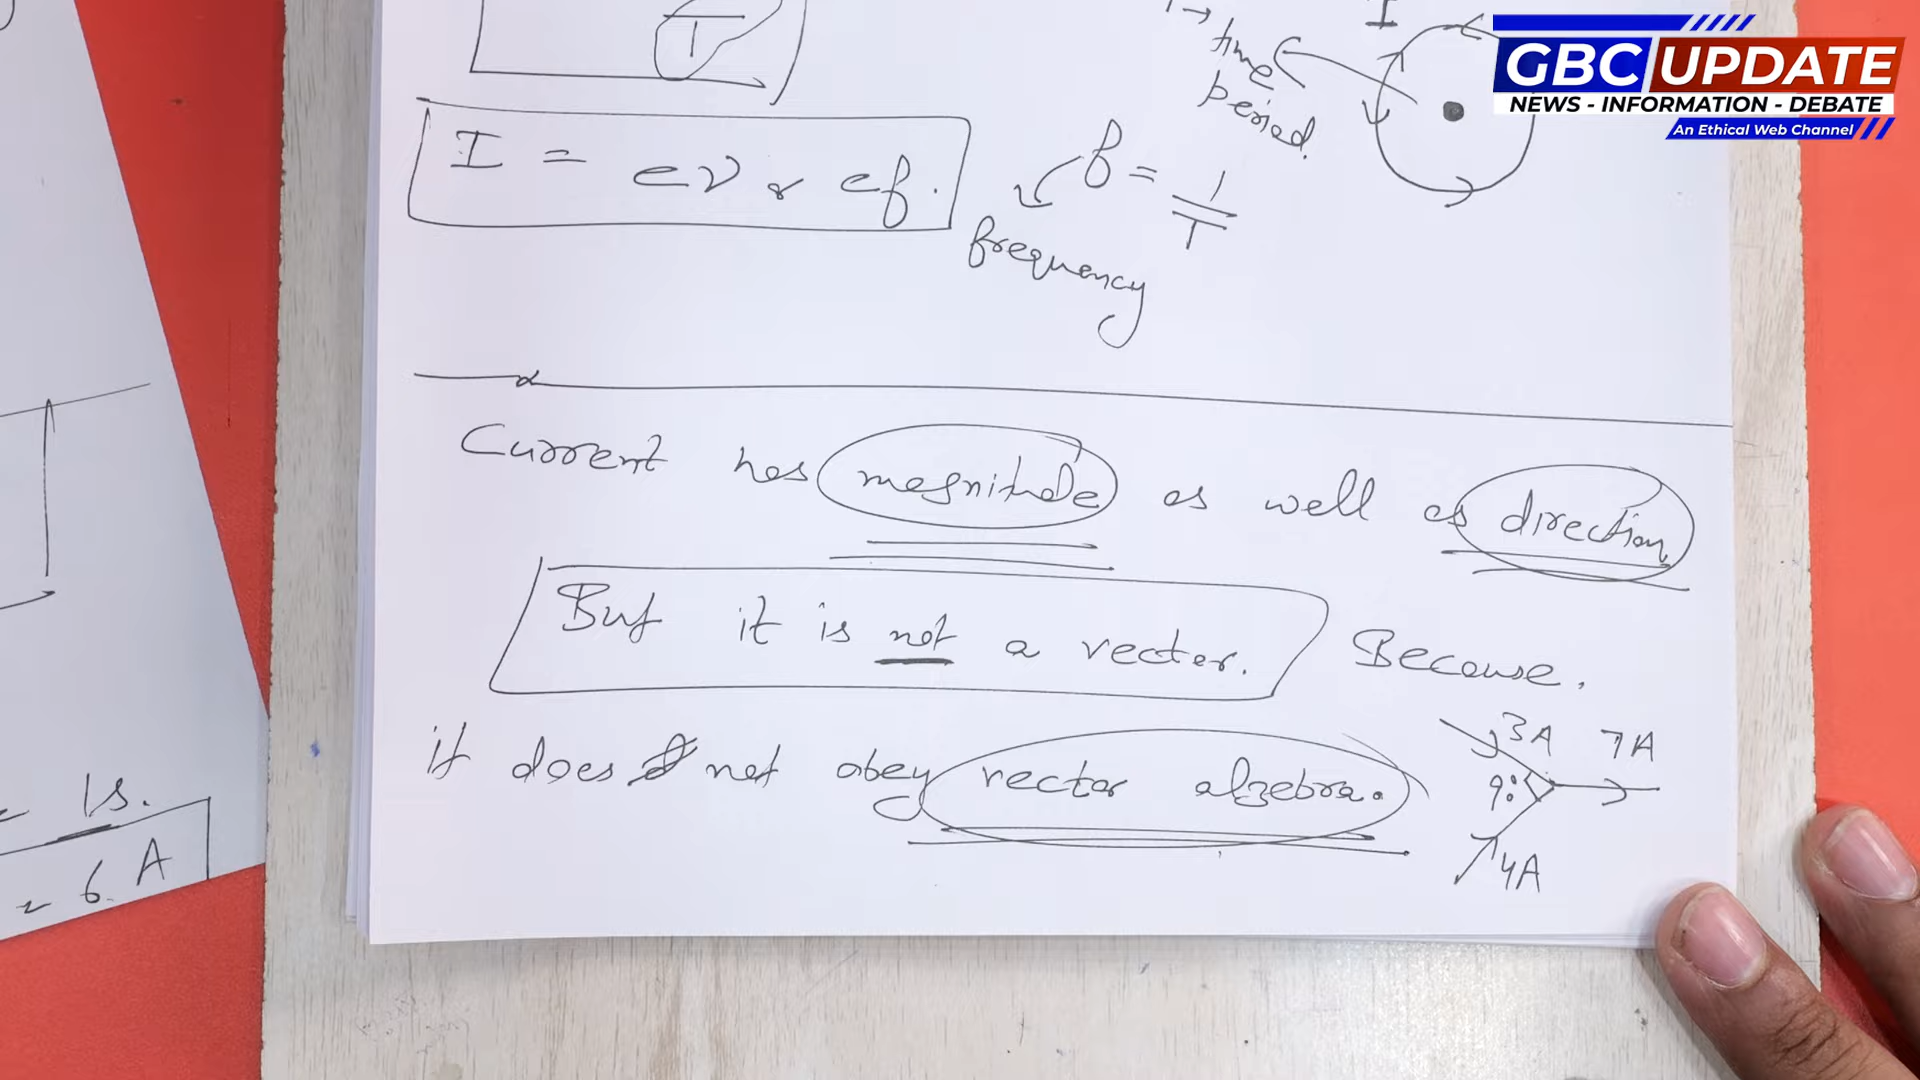 T → time period.
I
GBC UPDATE
NEWS - INFORMATION - DEBATE
An Ethical Web Channel
T
I = eν or ef.
f = 1/T
frequency
Current has magnitude as well as direction
But it is not a vector. Because.
it does not obey vector algebra.
3A 7A
90°
4A
1s.
6 A